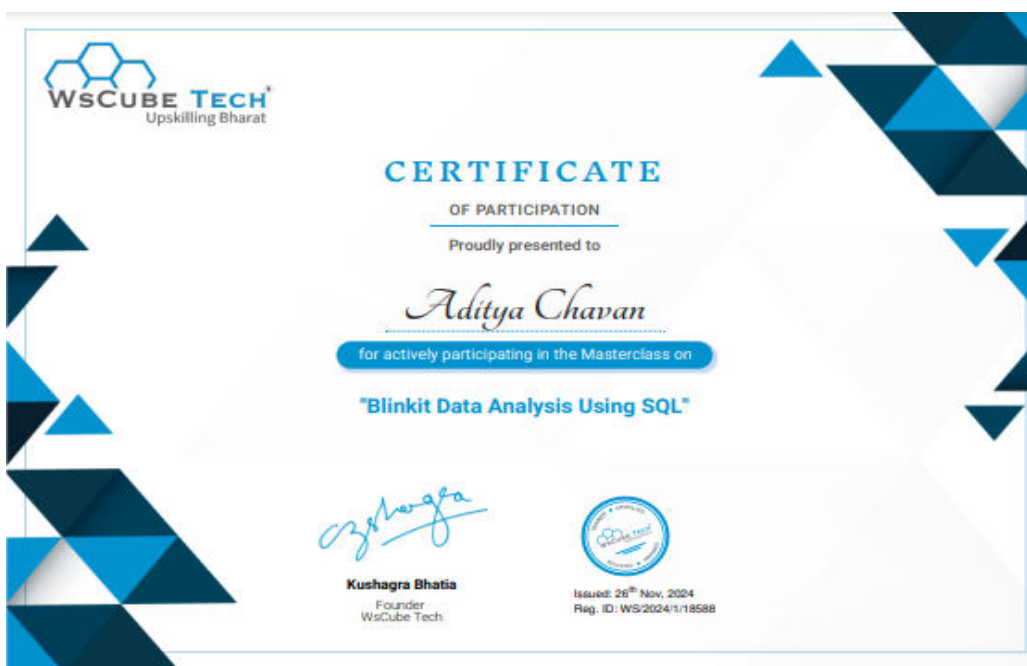 WSCUBE TECH®
Upskilling Bharat
CERTIFICATE
OF PARTICIPATION
Proudly presented to
Aditya Chavan
for actively participating in the Masterclass on
"Blinkit Data Analysis Using SQL"
Kushagra Bhatia
Founder
WsCube Tech
WSCUBE TECH
Issued: 26th Nov, 2024
Reg. ID: WS/2024/1/18588